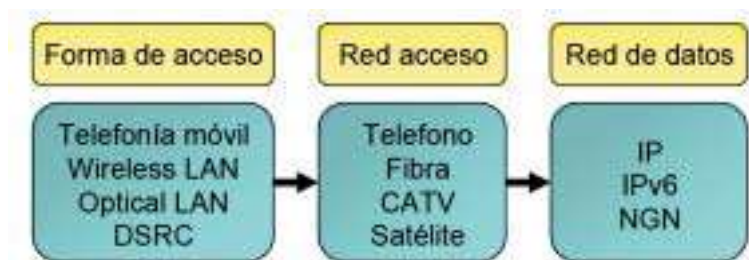 Forma de acceso
Red acceso
Red de datos
Telefonía móvil
Wireless LAN
Optical LAN
DSRC
Telefono
Fibra
CATV
Satélite
IP
IPv6
NGN